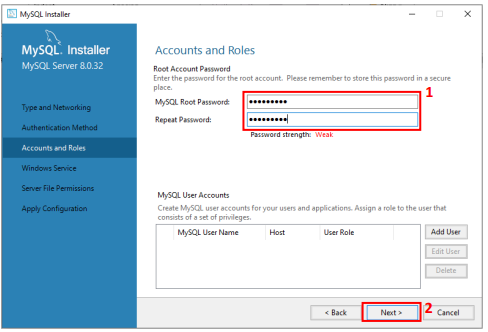 MySQL Installer
MySQL. Installer
MySQL Server 8.0.32
Type and Networking
Authentication Method
Accounts and Roles
Windows Service
Server File Permissions
Apply Configuration
Accounts and Roles
Root Account Password
Enter the password for the root account. Please remember to store this password in a secure
place.
MySQL Root Password:
●●●●●●●●●
1
Repeat Password:
●●●●●●●●●
Password strength: Weak
MySQL User Accounts
Create MySQL user accounts for your users and applications. Assign a role to the user that
consists of a set of privileges.
MySQL User Name Host User Role
Add User
Edit User
Delete
< Back
Next >
2
Cancel